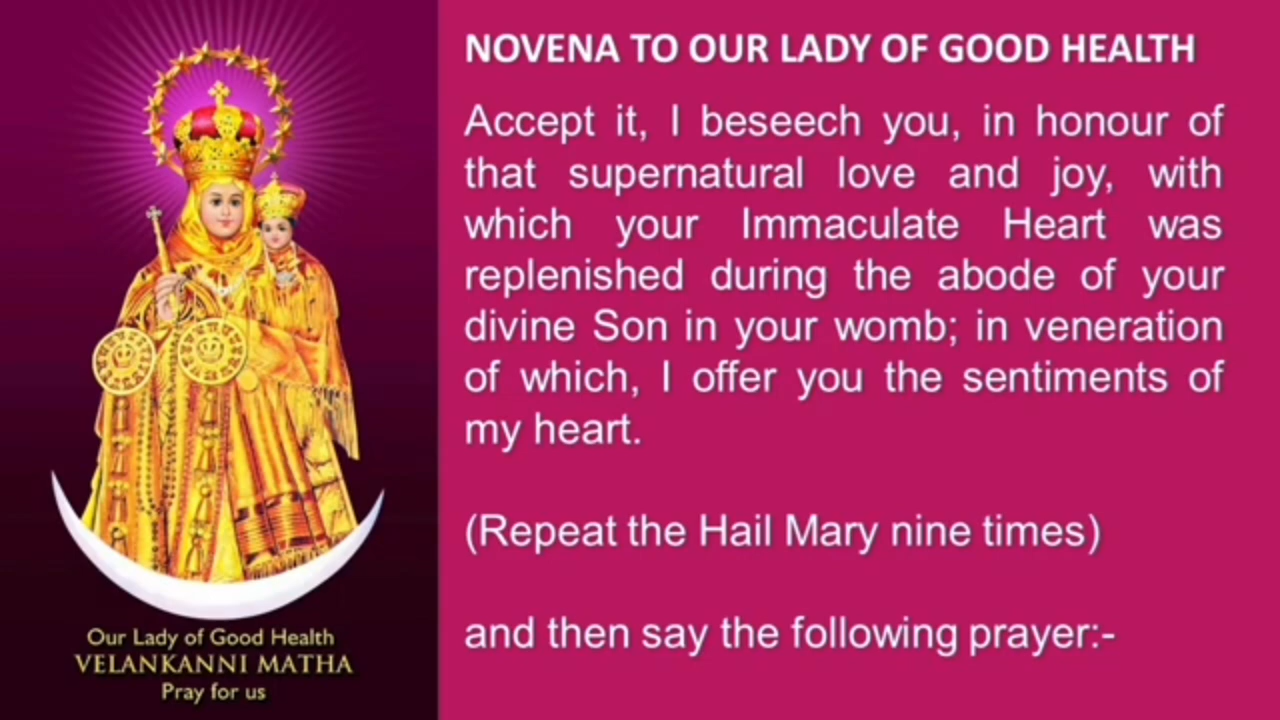 NOVENA TO OUR LADY OF GOOD HEALTH
Accept it, I beseech you, in honour of
that supernatural love and joy, with
which your Immaculate Heart was
replenished during the abode of your
divine Son in your womb; in veneration
of which, I offer you the sentiments of
my heart.
(Repeat the Hail Mary nine times)
and then say the following prayer:-
Our Lady of Good Health
VELANKANNI MATHA
Pray for us